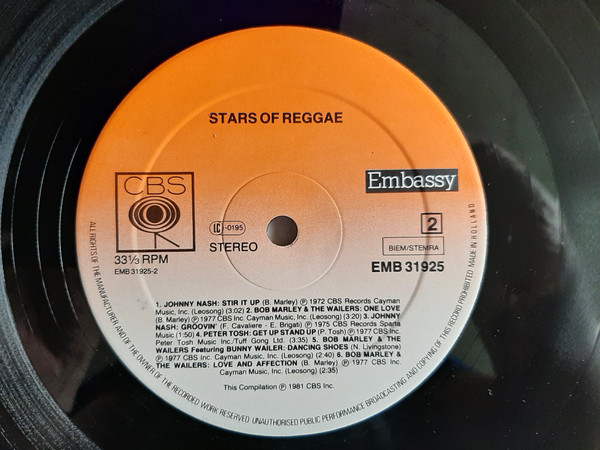 STARS OF REGGAE
Embassy
CBS
LC -0195
2
33⅓ RPM
STEREO
BIEM/STEMRA
EMB 31925-2
EMB 31925
1. JOHNNY NASH: STIR IT UP (B. Marley) ℗ 1972 CBS Records Cayman
Music, Inc. (Leosong) (3:02) 2. BOB MARLEY & THE WAILERS: ONE LOVE
(B. Marley) ℗ 1977 CBS Inc. Cayman Music, Inc. (Leosong) (3:20) 3. JOHNNY
NASH: GROOVIN' (F. Cavaliere - E. Brigati) ℗ 1975 CBS Records Sparta
Music (1:50) 4. PETER TOSH: GET UP STAND UP (P. Tosh) ℗ 1977 CBS Inc.
Peter Tosh Music Inc/Tuff Gong Ltd. (3:35) 5. BOB MARLEY & THE
WAILERS Featuring BUNNY WAILER: DANCING SHOES (N. Livingstone)
℗ 1977 CBS Inc. Cayman Music, Inc. (Leosong) (2:40) 6. BOB MARLEY &
THE WAILERS: LOVE AND AFFECTION (B. Marley) ℗ 1977 CBS Inc.
Cayman Music, Inc. (Leosong) (2:35)
This Compilation ℗ 1981 CBS Inc.
ALL RIGHTS OF THE MANUFACTURER AND OF THE OWNER OF THE RECORDED WORK RESERVED. UNAUTHORISED PUBLIC PERFORMANCE BROADCASTING AND COPYING OF THIS RECORD PROHIBITED MADE IN HOLLAND